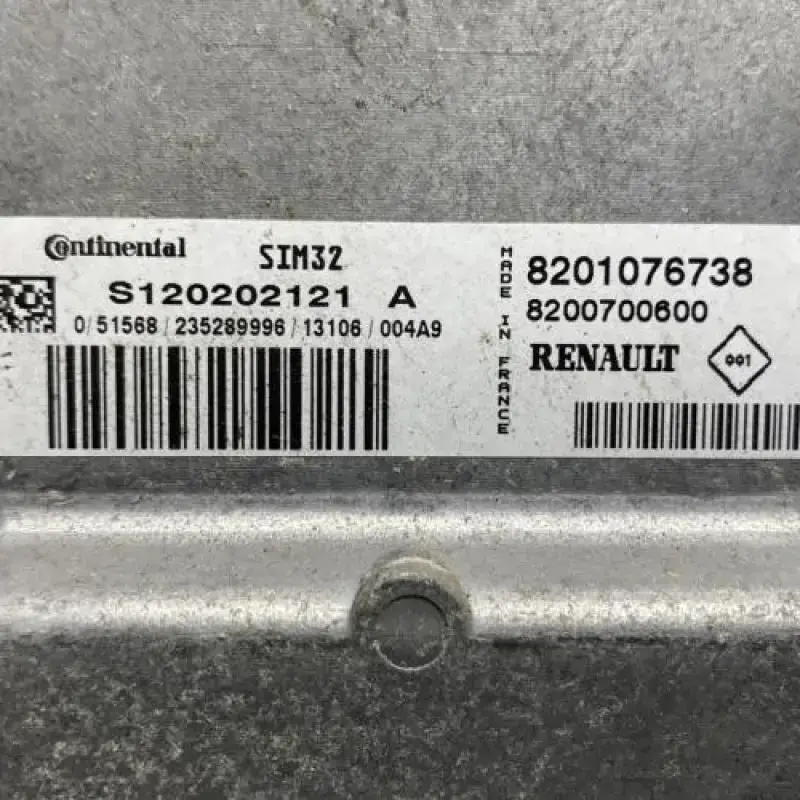 Continental SIM32
S120202121 A
0/51568/235289996/13106/004A9
MADE IN FRANCE
8201076738
8200700600
RENAULT 001